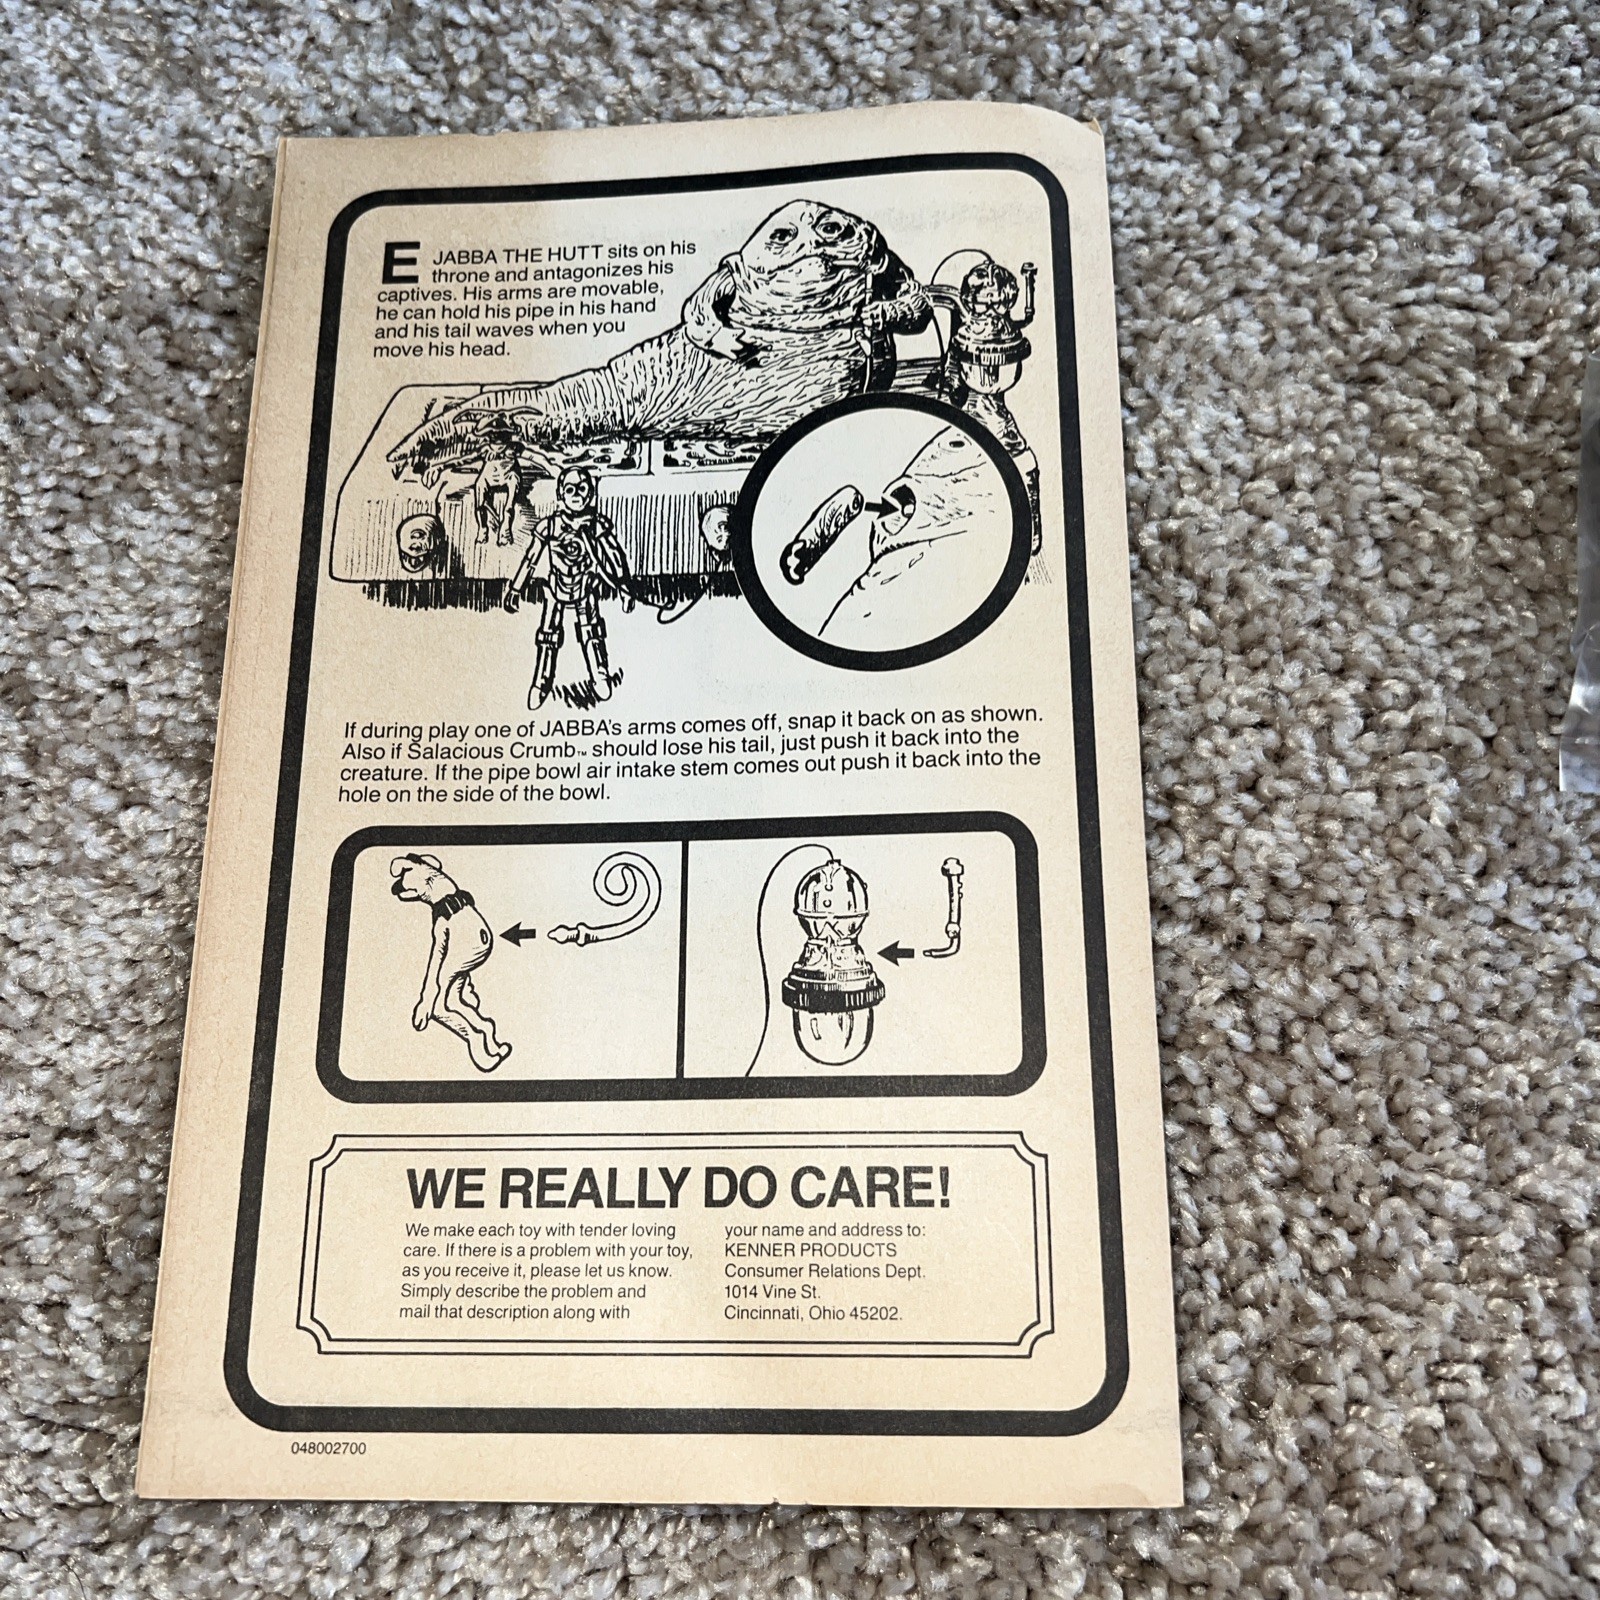 E JABBA THE HUTT sits on his
throne and antagonizes his
captives. His arms are movable,
he can hold his pipe in his hand
and his tail waves when you
move his head.
If during play one of JABBA's arms comes off, snap it back on as shown.
Also if Salacious Crumb™ should lose his tail, just push it back into the
creature. If the pipe bowl air intake stem comes out push it back into the
hole on the side of the bowl.
WE REALLY DO CARE!
We make each toy with tender loving
care. If there is a problem with your toy,
as you receive it, please let us know.
Simply describe the problem and
mail that description along with
your name and address to:
KENNER PRODUCTS
Consumer Relations Dept.
1014 Vine St.
Cincinnati, Ohio 45202.
048002700